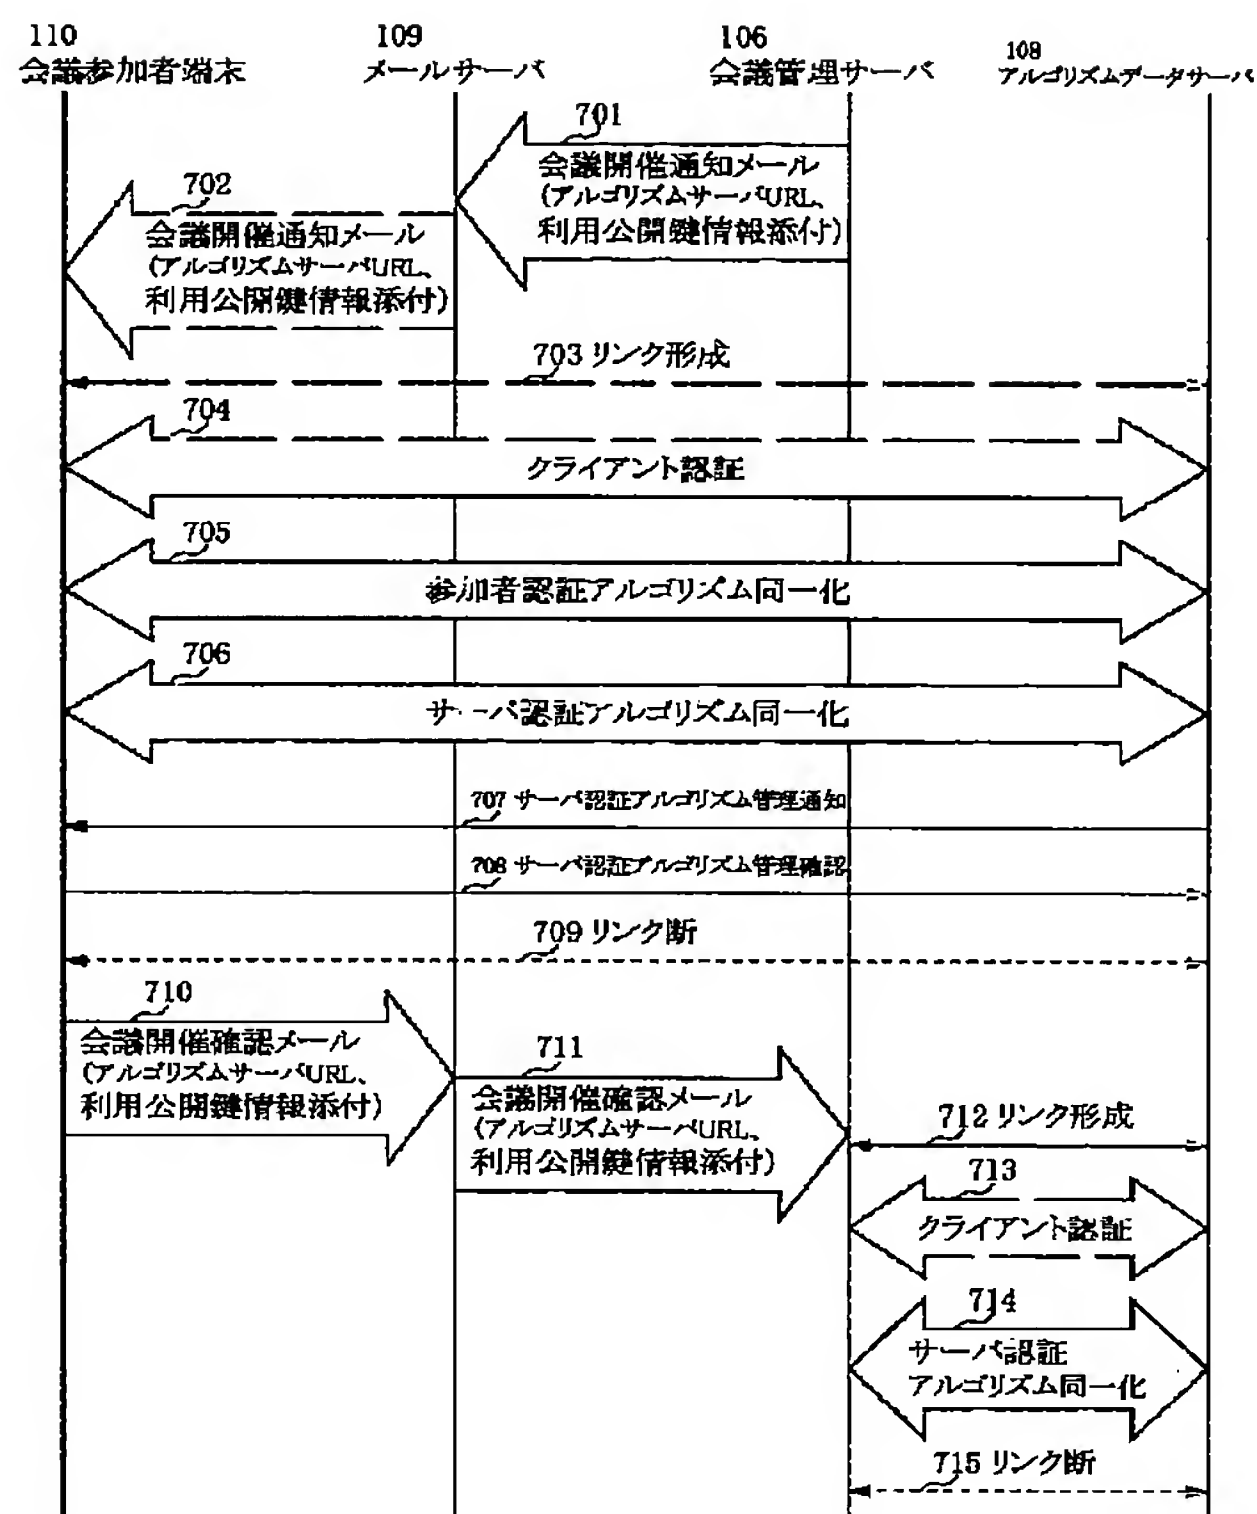 110
会議参加者端末
109
メールサーバ
106
会議管理サーバ
108
アルゴリズムデータサーバ
701
会議開催通知メール
(アルゴリズムサーバURL、
利用公開鍵情報添付)
702
会議開催通知メール
(アルゴリズムサーバURL、
利用公開鍵情報添付)
703 リンク形成
704
クライアント認証
705
参加者認証アルゴリズム同一化
706
サーバ認証アルゴリズム同一化
707 サーバ認証アルゴリズム管理通知
708 サーバ認証アルゴリズム管理確認
709 リンク断
710
会議開催確認メール
(アルゴリズムサーバURL、
利用公開鍵情報添付)
711
会議開催確認メール
(アルゴリズムサーバURL、
利用公開鍵情報添付)
712 リンク形成
713
クライアント認証
714
サーバ認証
アルゴリズム同一化
715 リンク断